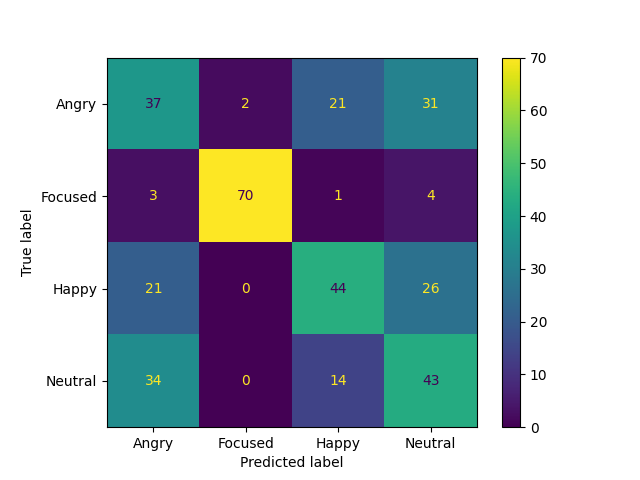 Angry 37 2 21 31
Focused 3 70 1 4
Happy 21 0 44 26
Neutral 34 0 14 43
Angry Focused Happy Neutral
Predicted label
True label
70
60
50
40
30
20
10
0